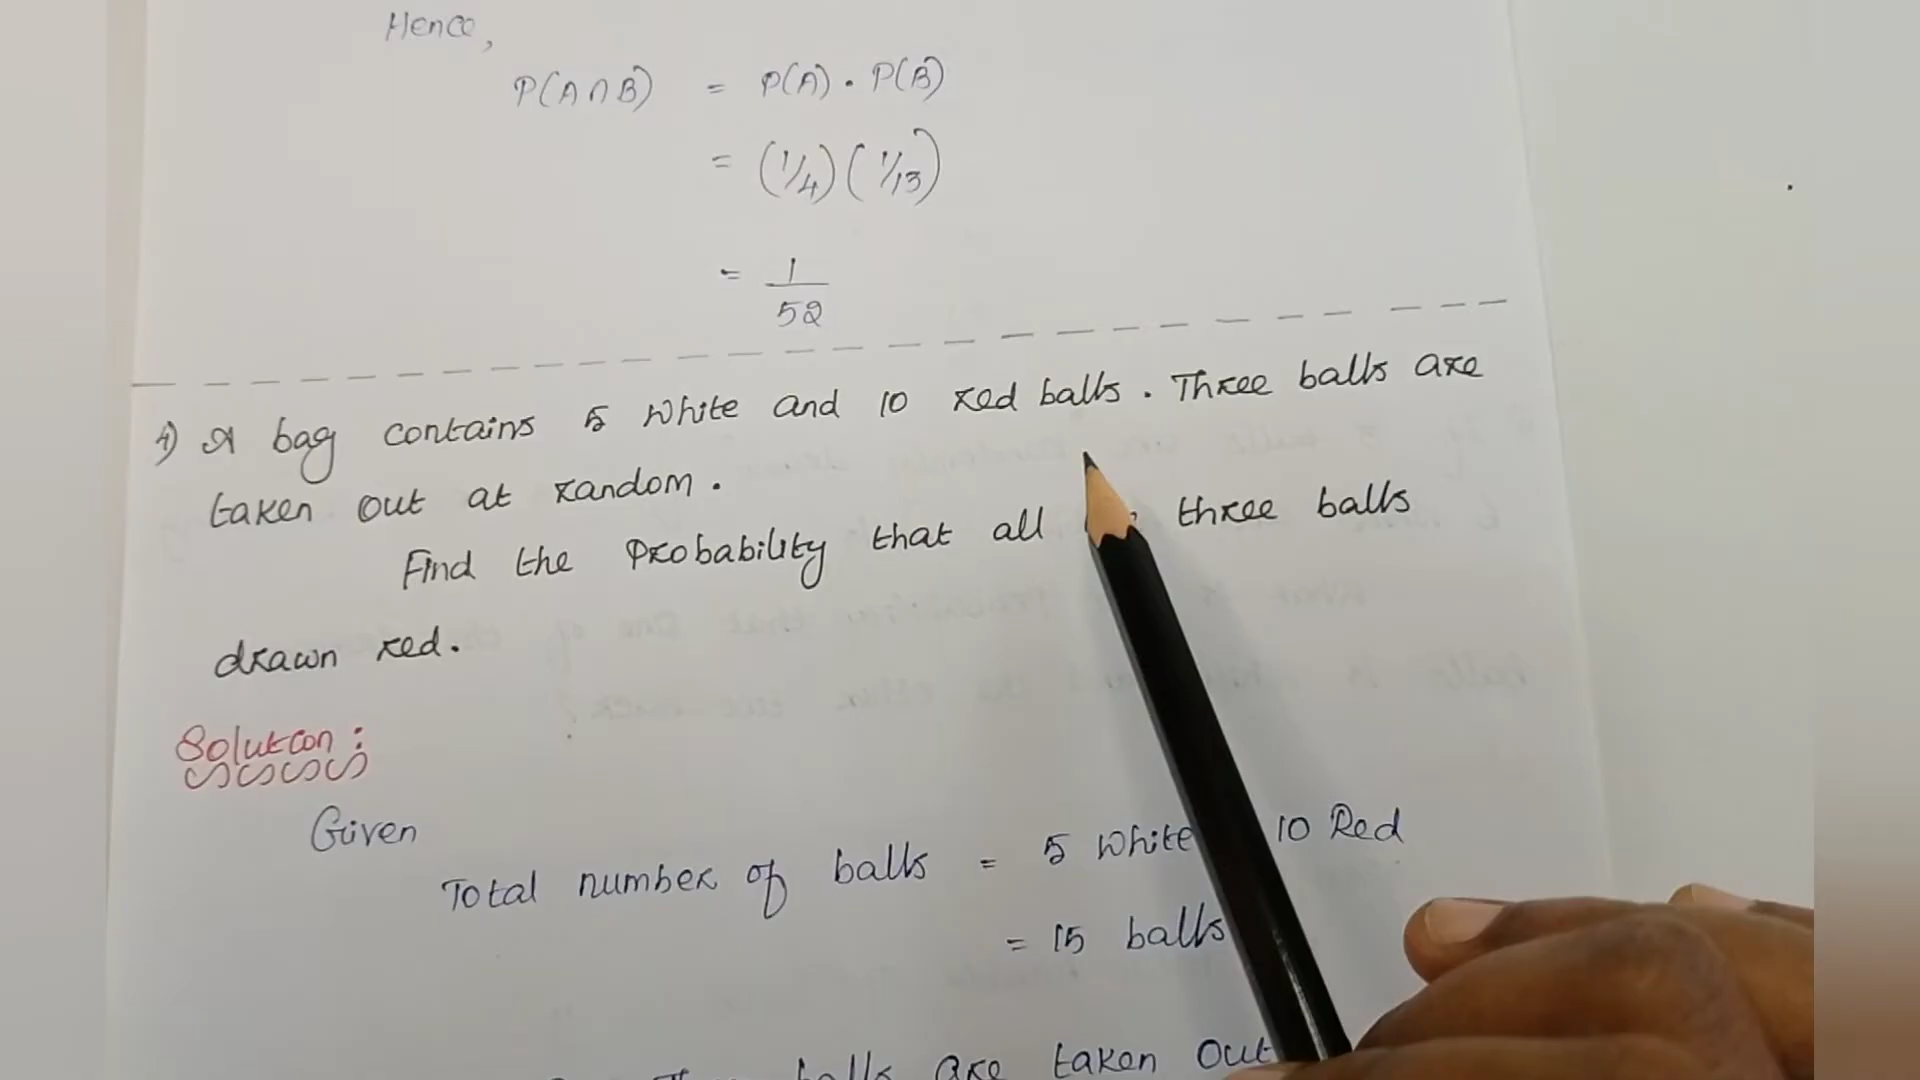 Hence,
P(A∩B) = P(A) . P(B)
= (1/4) (1/13)
= 1/52
4) A bag contains 5 white and 10 red balls. Three balls are
taken out at random.
Find the Probability that all three balls
drawn red.
Solution:
Given
Total number of balls = 5 white 10 Red
= 15 balls
balls are taken out